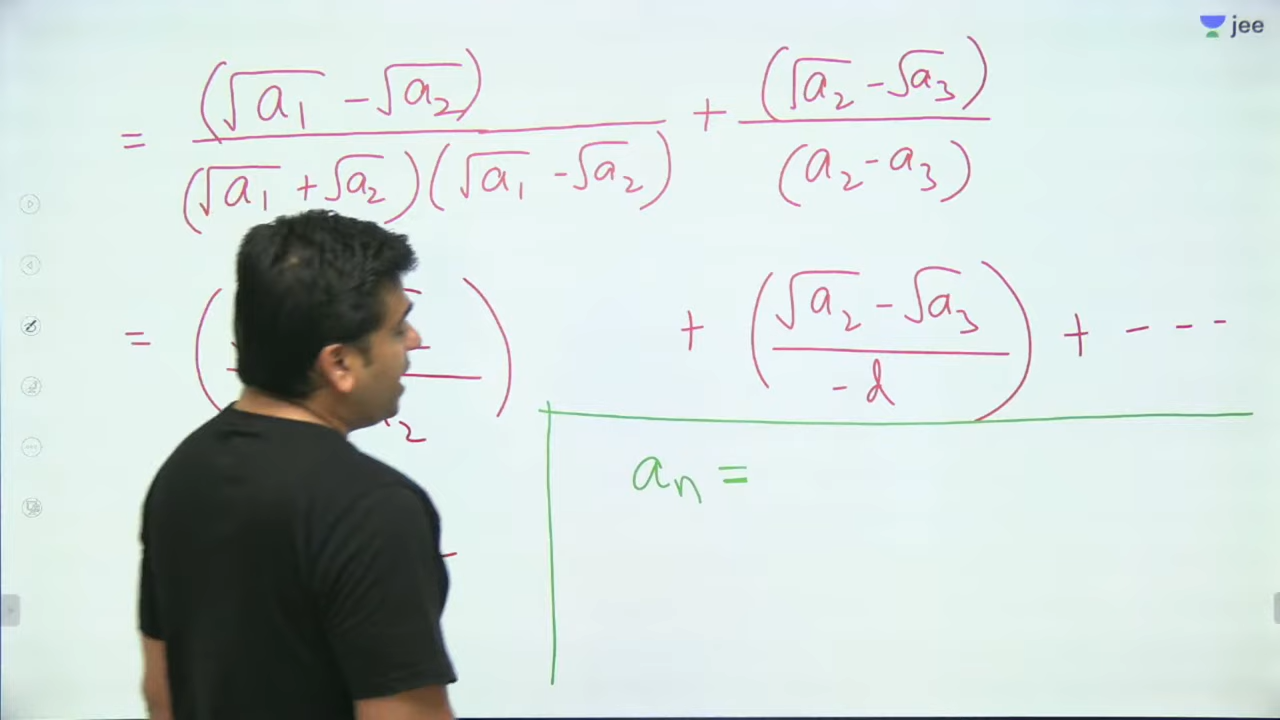 jee
= (√a₁ - √a₂) / (√a₁ + √a₂)(√a₁ - √a₂) + (√a₂ - √a₃) / (a₂ - a₃)
= ( ) + ( (√a₂ - √a₃) / -d ) + - - -
aₙ =